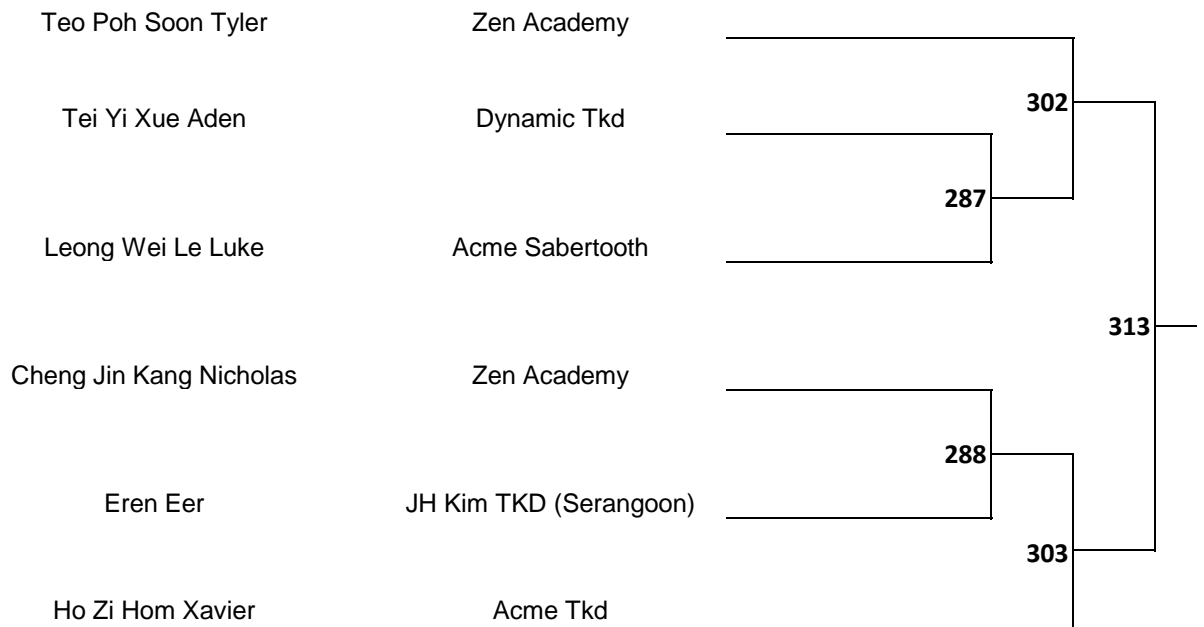 Teo Poh Soon Tyler Zen Academy
302
Tei Yi Xue Aden Dynamic Tkd
287
Leong Wei Le Luke Acme Sabertooth
313
Cheng Jin Kang Nicholas Zen Academy
288
Eren Eer JH Kim TKD (Serangoon)
303
Ho Zi Hom Xavier Acme Tkd